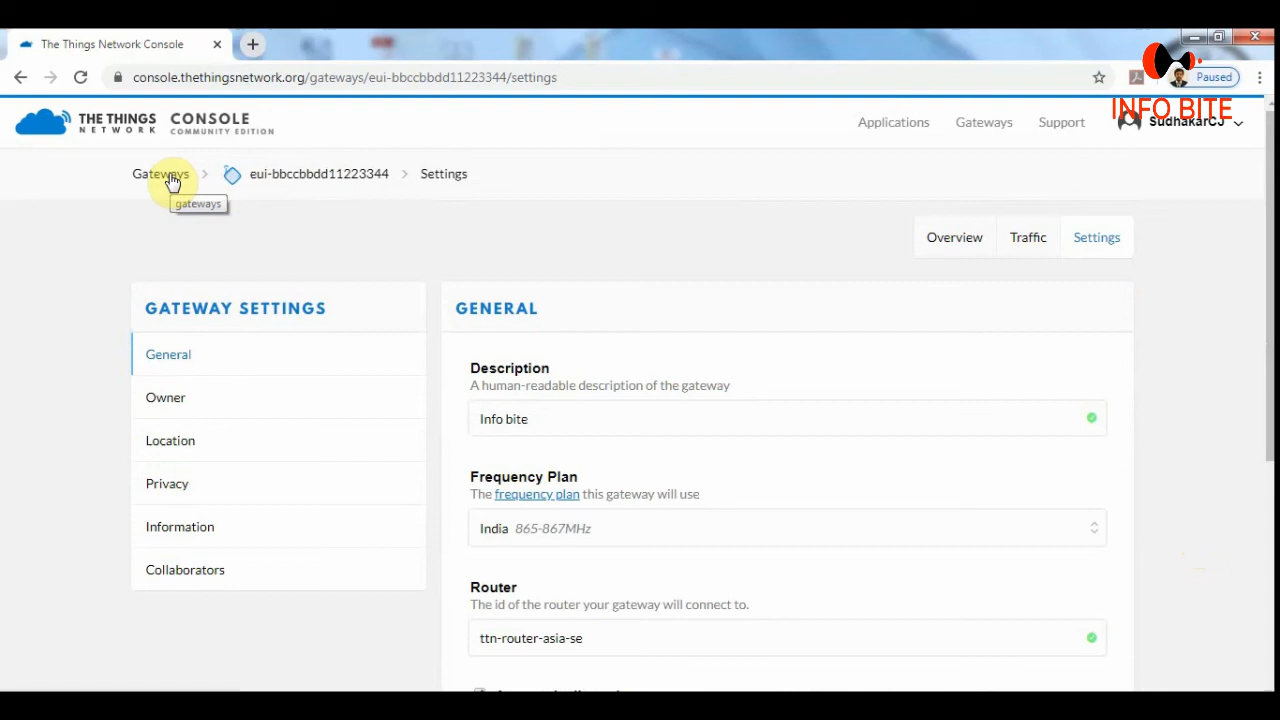 The Things Network Console
console.thethingsnetwork.org/gateways/eui-bbccbbdd11223344/settings
Paused
INFO BITE
THE THINGS NETWORK
CONSOLE
COMMUNITY EDITION
Applications
Gateways
Support
SudhakarCJ
Gateways
eui-bbccbbdd11223344
Settings
gateways
Overview
Traffic
Settings
GATEWAY SETTINGS
General
Owner
Location
Privacy
Information
Collaborators
GENERAL
Description
A human-readable description of the gateway
Info bite
Frequency Plan
The frequency plan this gateway will use
India 865-867MHz
Router
The id of the router your gateway will connect to.
ttn-router-asia-se